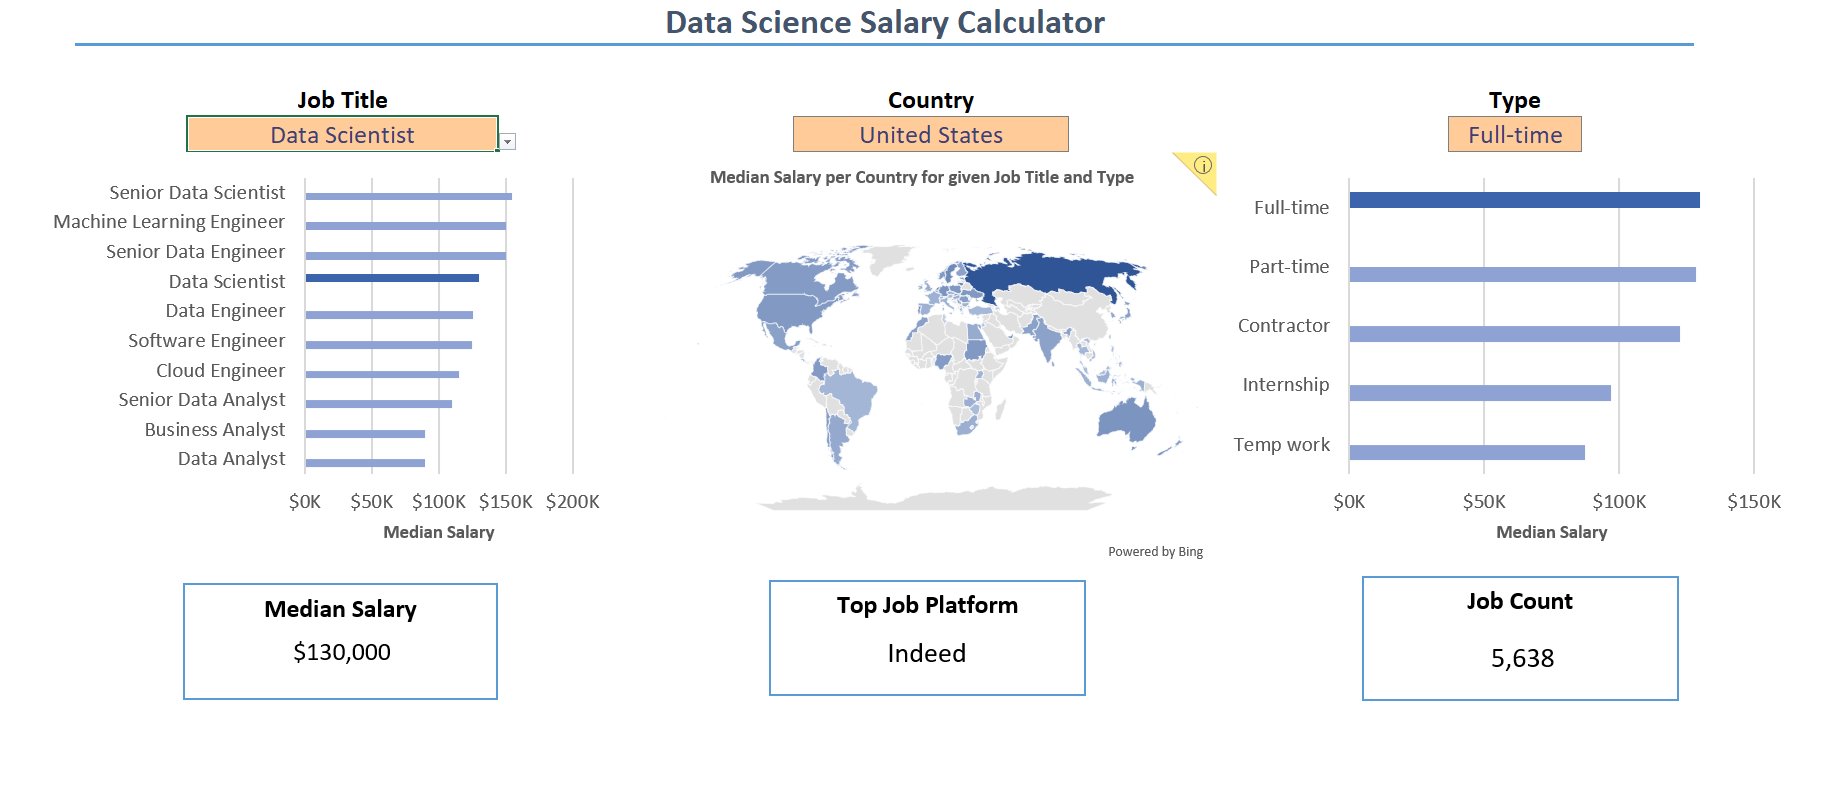 Data Science Salary Calculator
Job Title
Data Scientist
Senior Data Scientist
Machine Learning Engineer
Senior Data Engineer
Data Scientist
Data Engineer
Software Engineer
Cloud Engineer
Senior Data Analyst
Business Analyst
Data Analyst
$0K $50K $100K $150K $200K
Median Salary
Country
United States
Median Salary per Country for given Job Title and Type
Powered by Bing
Type
Full-time
Full-time
Part-time
Contractor
Internship
Temp work
$0K $50K $100K $150K
Median Salary
Median Salary
$130,000
Top Job Platform
Indeed
Job Count
5,638